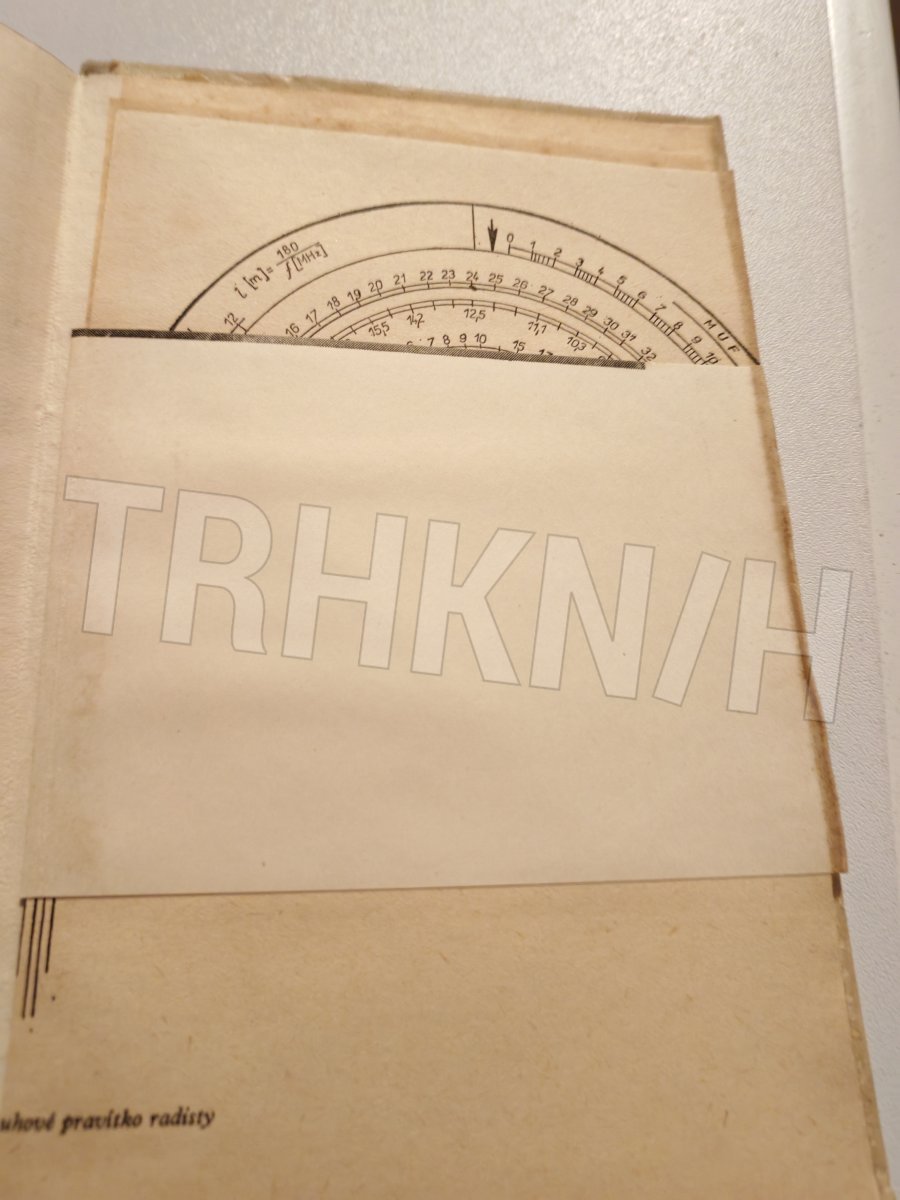 180
l [m]=
f[MHz]
0 1 2 3 4 5 6 7 8 9 10
MUF
12
16 17 18 19 20 21 22 23 24 25 26 27 28 29 30 31 32
15,5 14,2 12,5 11,1 10,3
7 8 9 10 15
TRHKN/H
uhové pravítko radisty